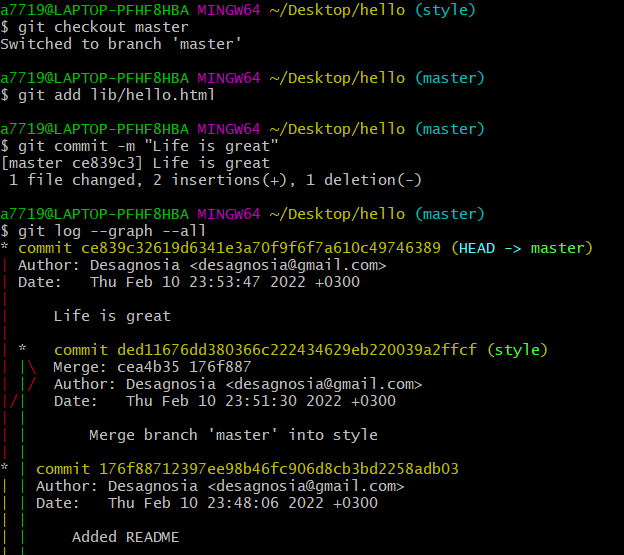 a7719@LAPTOP-PFHF8HBA MINGW64 ~/Desktop/hello (style)
$ git checkout master
Switched to branch 'master'

a7719@LAPTOP-PFHF8HBA MINGW64 ~/Desktop/hello (master)
$ git add lib/hello.html

a7719@LAPTOP-PFHF8HBA MINGW64 ~/Desktop/hello (master)
$ git commit -m "Life is great"
[master ce839c3] Life is great
 1 file changed, 2 insertions(+), 1 deletion(-)

a7719@LAPTOP-PFHF8HBA MINGW64 ~/Desktop/hello (master)
$ git log --graph --all
* commit ce839c32619d6341e3a70f9f6f7a610c49746389 (HEAD -> master)
| Author: Desagnosia <desagnosia@gmail.com>
| Date:   Thu Feb 10 23:53:47 2022 +0300
|
|     Life is great
|
| *   commit ded11676dd380366c222434629eb220039a2ffcf (style)
| |\  Merge: cea4b35 176f887
| |/  Author: Desagnosia <desagnosia@gmail.com>
|/|   Date:   Thu Feb 10 23:51:30 2022 +0300
| |
| |       Merge branch 'master' into style
| |
* | commit 176f88712397ee98b46fc906d8cb3bd2258adb03
| | Author: Desagnosia <desagnosia@gmail.com>
| | Date:   Thu Feb 10 23:48:06 2022 +0300
| |
| |     Added README
| |